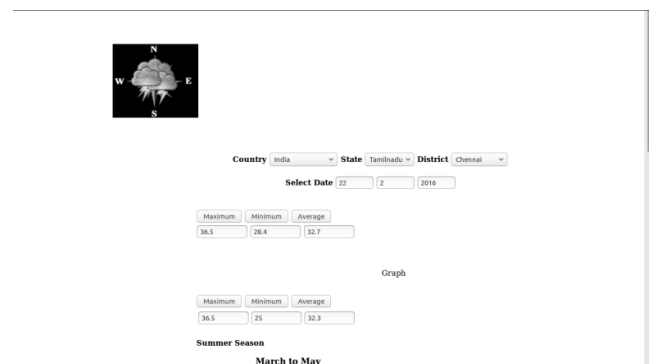 N
W E
S
Country India State Tamilnadu District Chennai
Select Date 22 2 2016
Maximum Minimum Average
36.5 28.4 32.7
Graph
Maximum Minimum Average
36.5 25 32.3
Summer Season
March to May